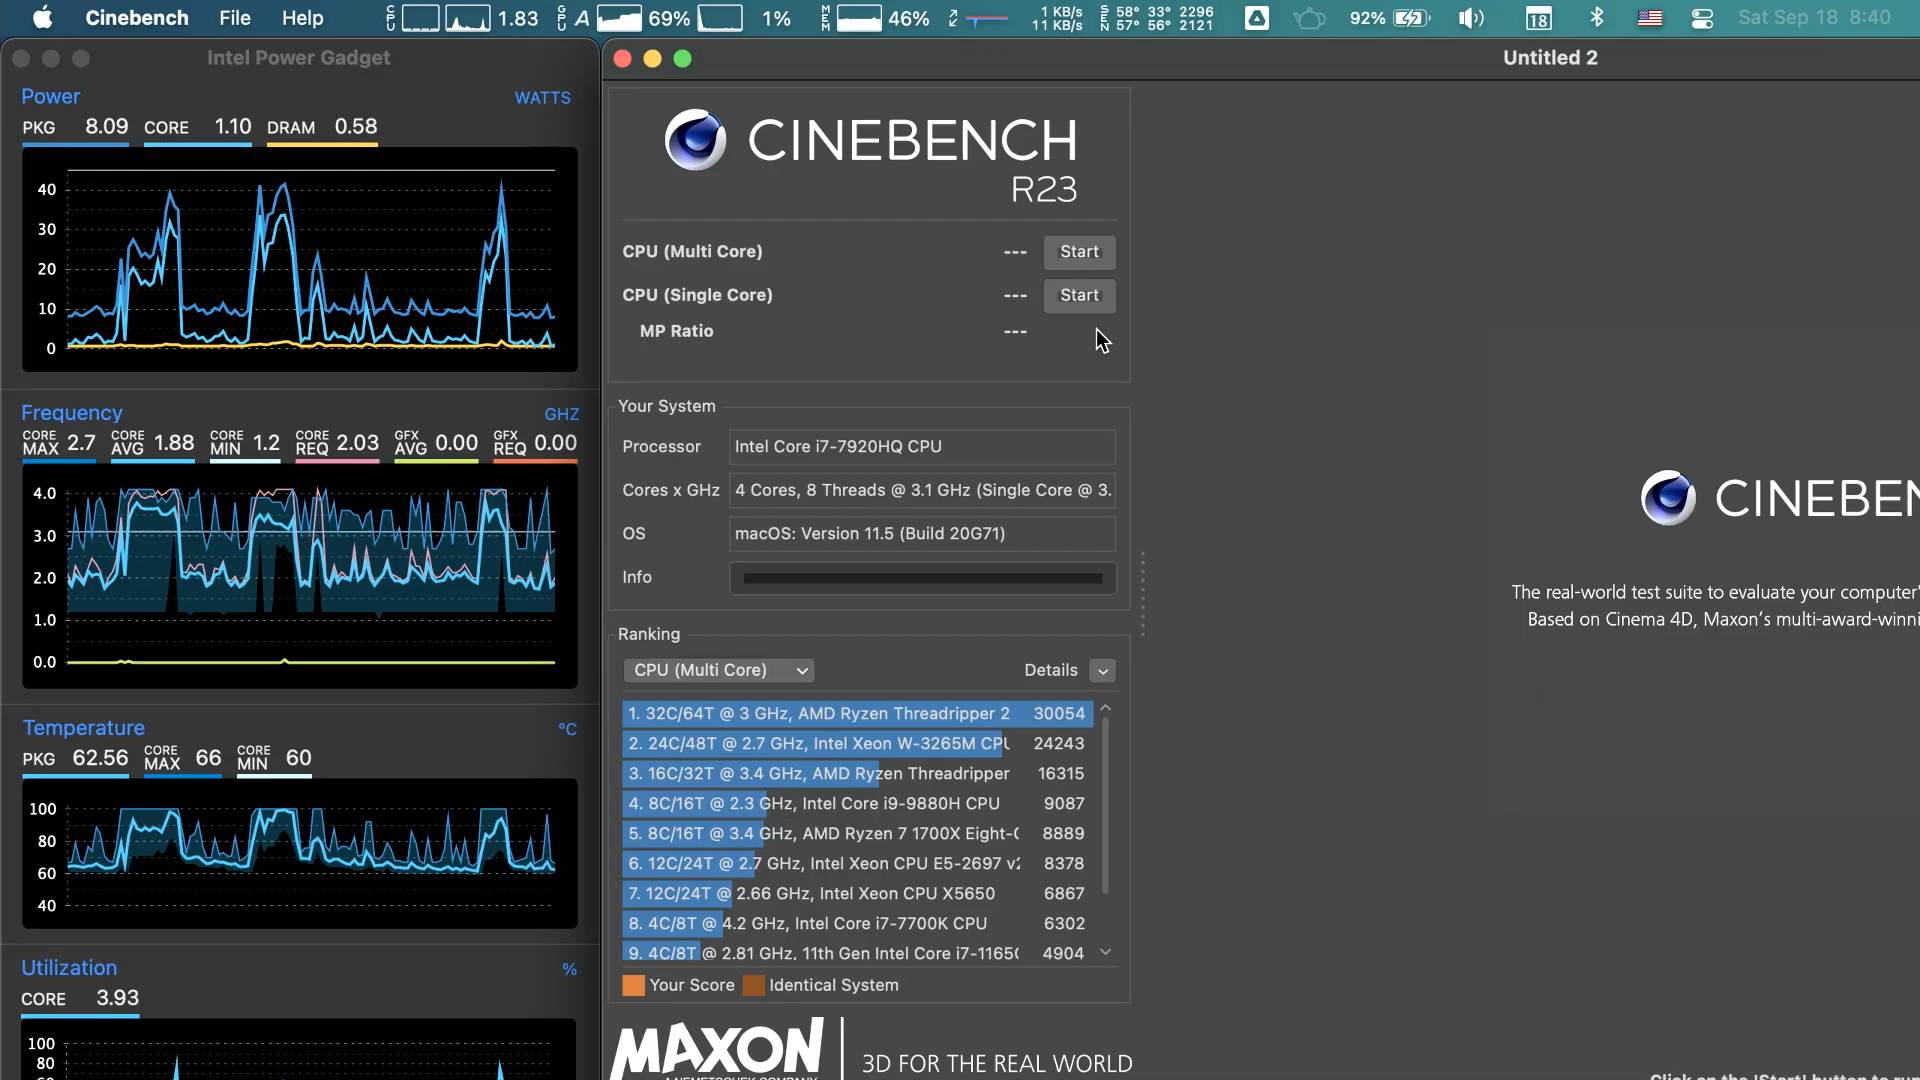 Cinebench File Help
CPU 1.83 GPU A 69% 1% MEM 46% 1 KB/s 11 KB/s SEN 58° 33° 2296 57° 56° 2121 92% 18 Sat Sep 18 8:40
Intel Power Gadget
Power WATTS
PKG 8.09 CORE 1.10 DRAM 0.58
40
30
20
10
0
Frequency GHZ
CORE MAX 2.7 CORE AVG 1.88 CORE MIN 1.2 CORE REQ 2.03 GFX AVG 0.00 GFX REQ 0.00
4.0
3.0
2.0
1.0
0.0
Temperature °C
PKG 62.56 CORE MAX 66 CORE MIN 60
100
80
60
40
Utilization %
CORE 3.93
100
80
Untitled 2
CINEBENCH
R23
CPU (Multi Core) --- Start
CPU (Single Core) --- Start
MP Ratio ---
Your System
Processor Intel Core i7-7920HQ CPU
Cores x GHz 4 Cores, 8 Threads @ 3.1 GHz (Single Core @ 3.
OS macOS: Version 11.5 (Build 20G71)
Info
Ranking
CPU (Multi Core) Details
1. 32C/64T @ 3 GHz, AMD Ryzen Threadripper 2 30054
2. 24C/48T @ 2.7 GHz, Intel Xeon W-3265M CPU 24243
3. 16C/32T @ 3.4 GHz, AMD Ryzen Threadripper 16315
4. 8C/16T @ 2.3 GHz, Intel Core i9-9880H CPU 9087
5. 8C/16T @ 3.4 GHz, AMD Ryzen 7 1700X Eight-C 8889
6. 12C/24T @ 2.7 GHz, Intel Xeon CPU E5-2697 v2 8378
7. 12C/24T @ 2.66 GHz, Intel Xeon CPU X5650 6867
8. 4C/8T @ 4.2 GHz, Intel Core i7-7700K CPU 6302
9. 4C/8T @ 2.81 GHz, 11th Gen Intel Core i7-1165G 4904
Your Score Identical System
MAXON 3D FOR THE REAL WORLD
A NEMETSCHEK COMPANY
CINEBEN
The real-world test suite to evaluate your computer'
Based on Cinema 4D, Maxon's multi-award-winni
Click on the 'Start' button to run